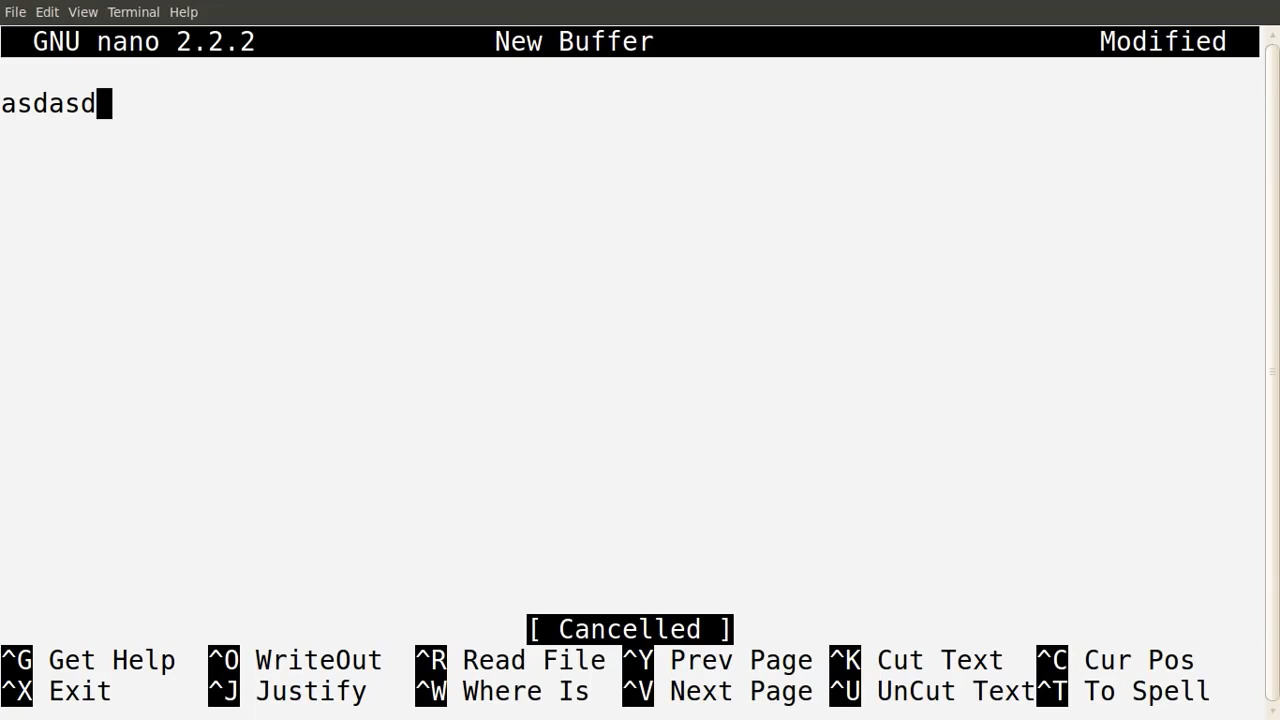 File Edit View Terminal Help
GNU nano 2.2.2 New Buffer Modified
asdasd
[ Cancelled ]
^G Get Help ^O WriteOut ^R Read File ^Y Prev Page ^K Cut Text ^C Cur Pos
^X Exit ^J Justify ^W Where Is ^V Next Page ^U UnCut Text^T To Spell